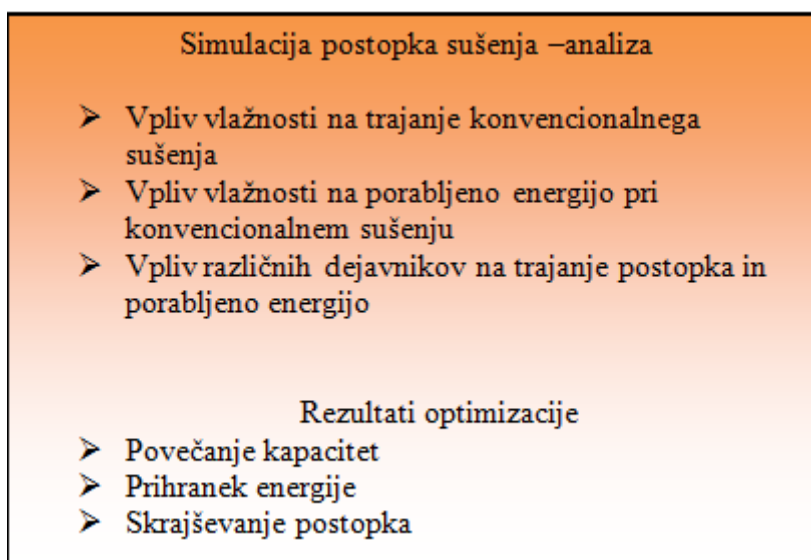 Simulacija postopka sušenja –analiza
➢ Vpliv vlažnosti na trajanje konvencionalnega
sušenja
➢ Vpliv vlažnosti na porabljeno energijo pri
konvencionalnem sušenju
➢ Vpliv različnih dejavnikov na trajanje postopka in
porabljeno energijo
Rezultati optimizacije
➢ Povečanje kapacitet
➢ Prihranek energije
➢ Skrajševanje postopka